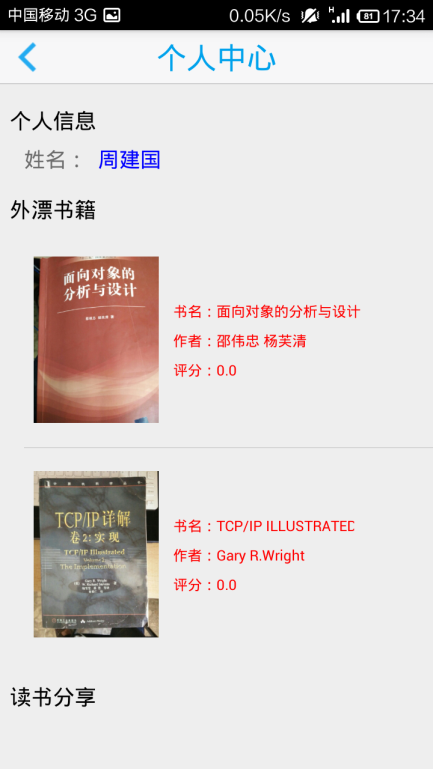 中国移动 3G 0.05K/s H 81 17:34
个人中心
个人信息
姓名： 周建国
外漂书籍
面向对象的
分析与设计
书名：面向对象的分析与设计
作者：邵伟忠 杨芙清
评分：0.0
TCP/IP 详解
卷2：实现
TCP/IP Illustrated
The Implementation
书名：TCP/IP ILLUSTRATED
作者：Gary R.Wright
评分：0.0
读书分享